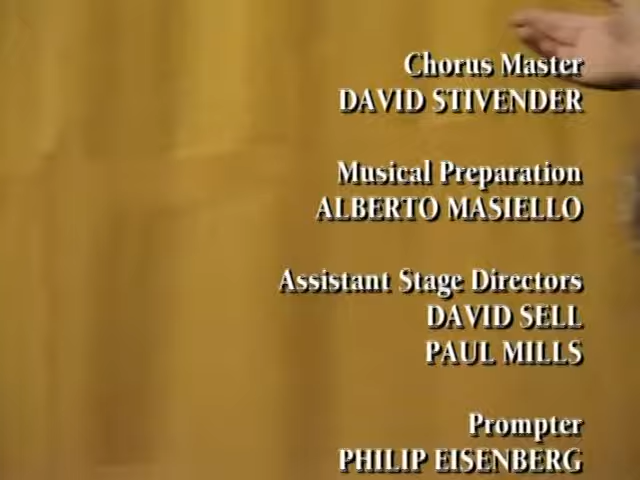 Chorus Master
DAVID STIVENDER
Musical Preparation
ALBERTO MASIELLO
Assistant Stage Directors
DAVID SELL
PAUL MILLS
Prompter
PHILIP EISENBERG